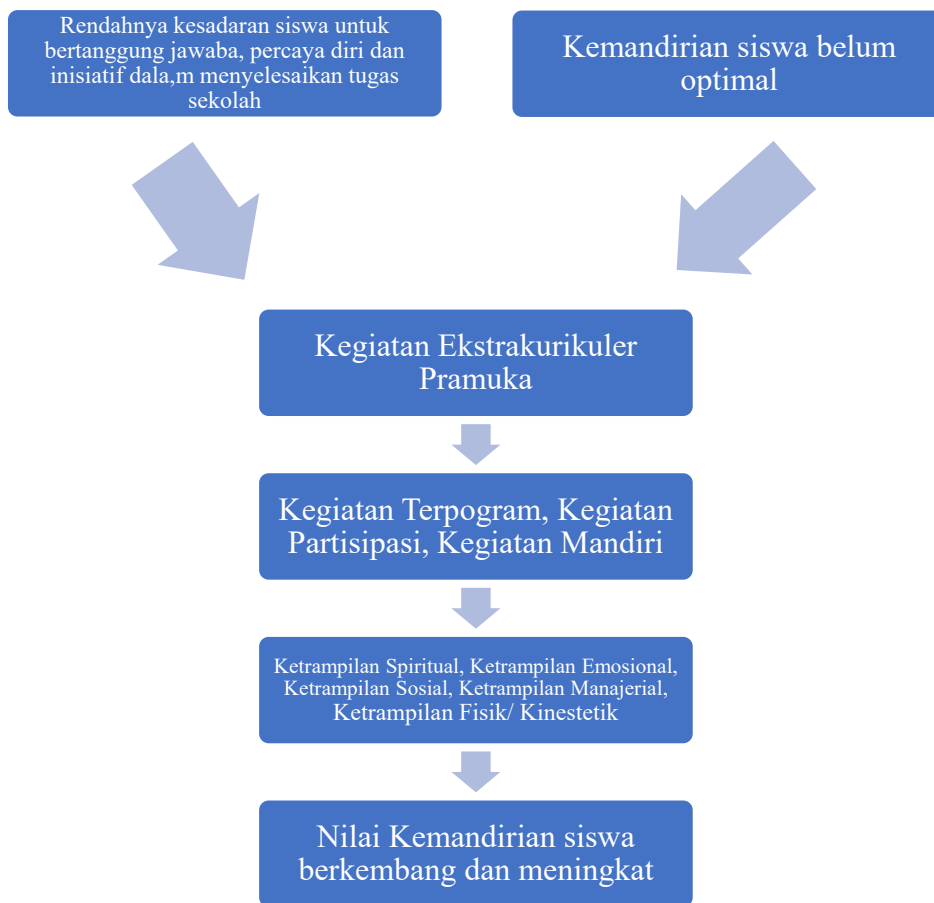 Rendahnya kesadaran siswa untuk
bertanggung jawaba, percaya diri dan
inisiatif dala,m menyelesaikan tugas
sekolah
Kemandirian siswa belum
optimal
Kegiatan Ekstrakurikuler
Pramuka
Kegiatan Terpogram, Kegiatan
Partisipasi, Kegiatan Mandiri
Ketrampilan Spiritual, Ketrampilan Emosional,
Ketrampilan Sosial, Ketrampilan Manajerial,
Ketrampilan Fisik/ Kinestetik
Nilai Kemandirian siswa
berkembang dan meningkat